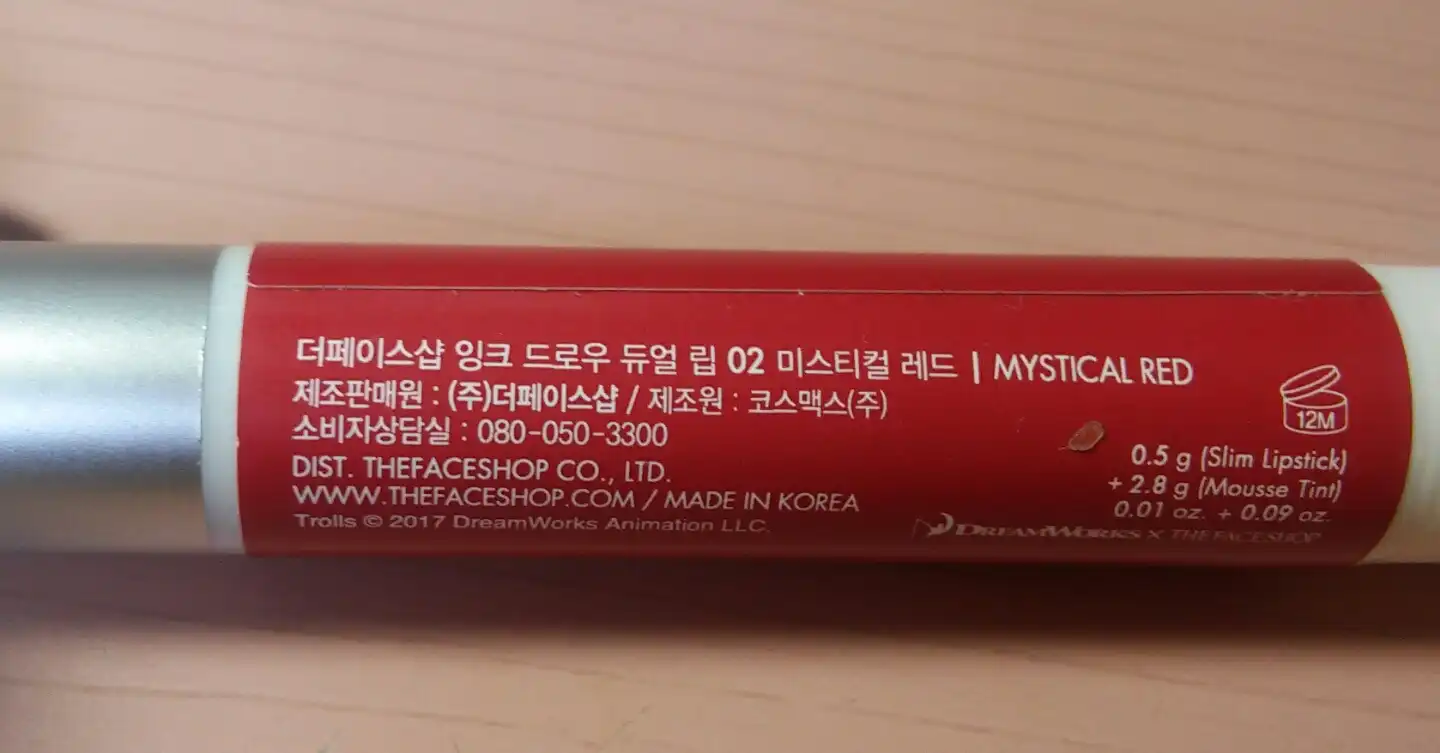 더페이스샵 잉크 드로우 듀얼 립 02 미스티컬 레드 | MYSTICAL RED
제조판매원 : (주)더페이스샵 / 제조원 : 코스맥스(주)
소비자상담실 : 080-050-3300
DIST. THEFACESHOP CO., LTD.
WWW.THEFACESHOP.COM / MADE IN KOREA
Trolls © 2017 DreamWorks Animation LLC.
12M
0.5 g (Slim Lipstick)
+ 2.8 g (Mousse Tint)
0.01 oz. + 0.09 oz.
DREAMWORKS X THEFACESHOP